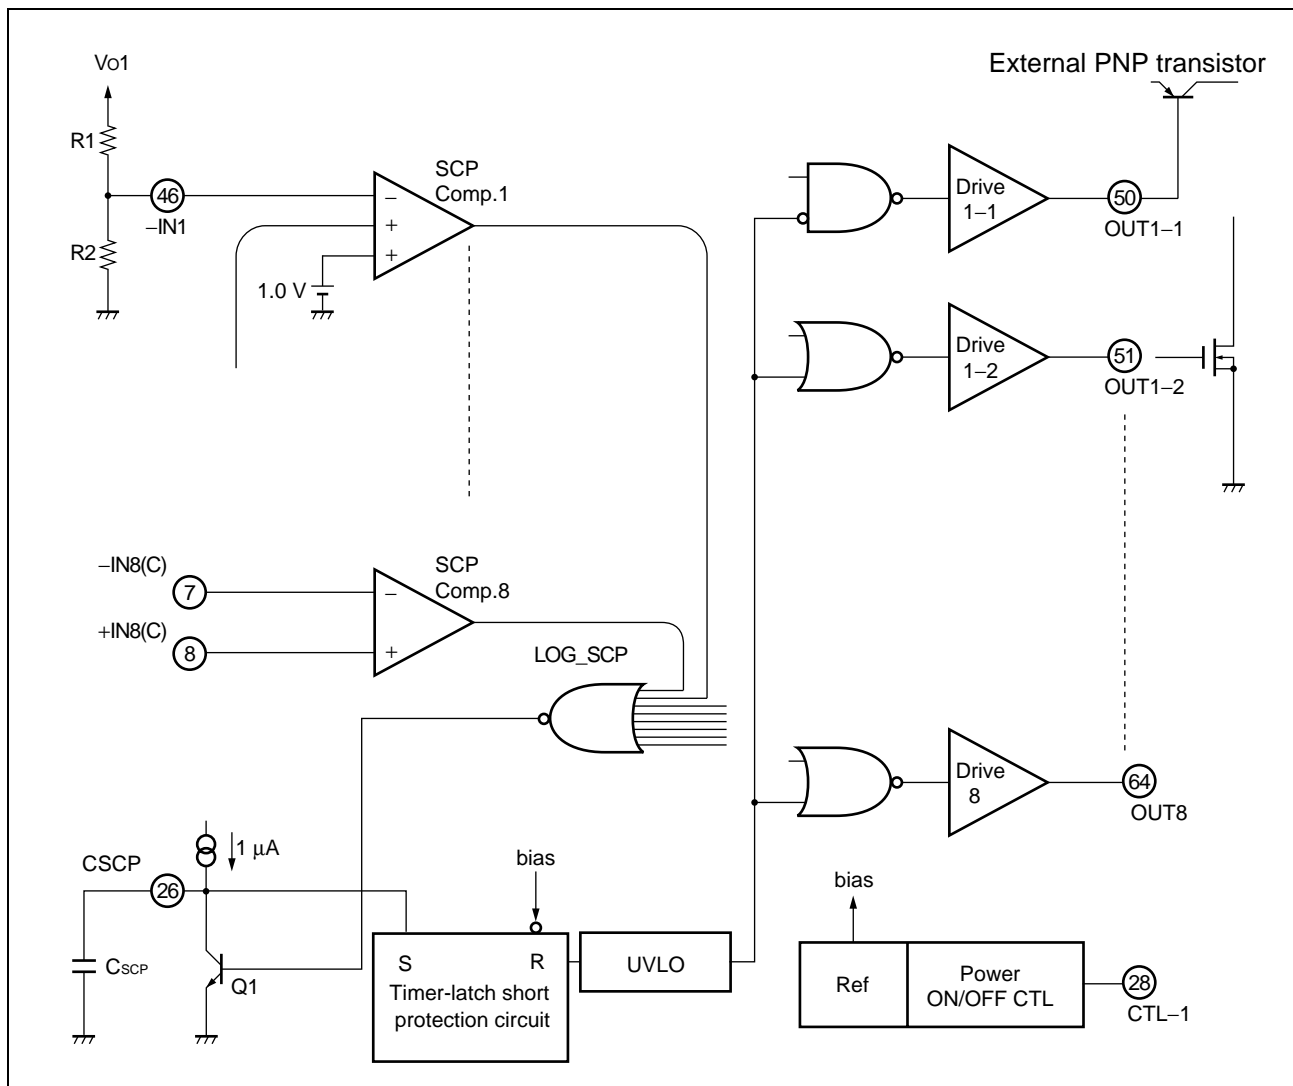 External PNP transistor
VO1
R1
46
–IN1
R2
SCP
Comp.1
–
+
+
1.0 V
Drive
1–1
50
OUT1–1
Drive
1–2
51
OUT1–2
–IN8(C)
7
+IN8(C)
8
SCP
Comp.8
–
+
LOG_SCP
Drive
8
64
OUT8
1 µA
CSCP
26
CSCP
Q1
bias
S
R
Timer-latch short
protection circuit
UVLO
bias
Ref
Power
ON/OFF CTL
28
CTL–1